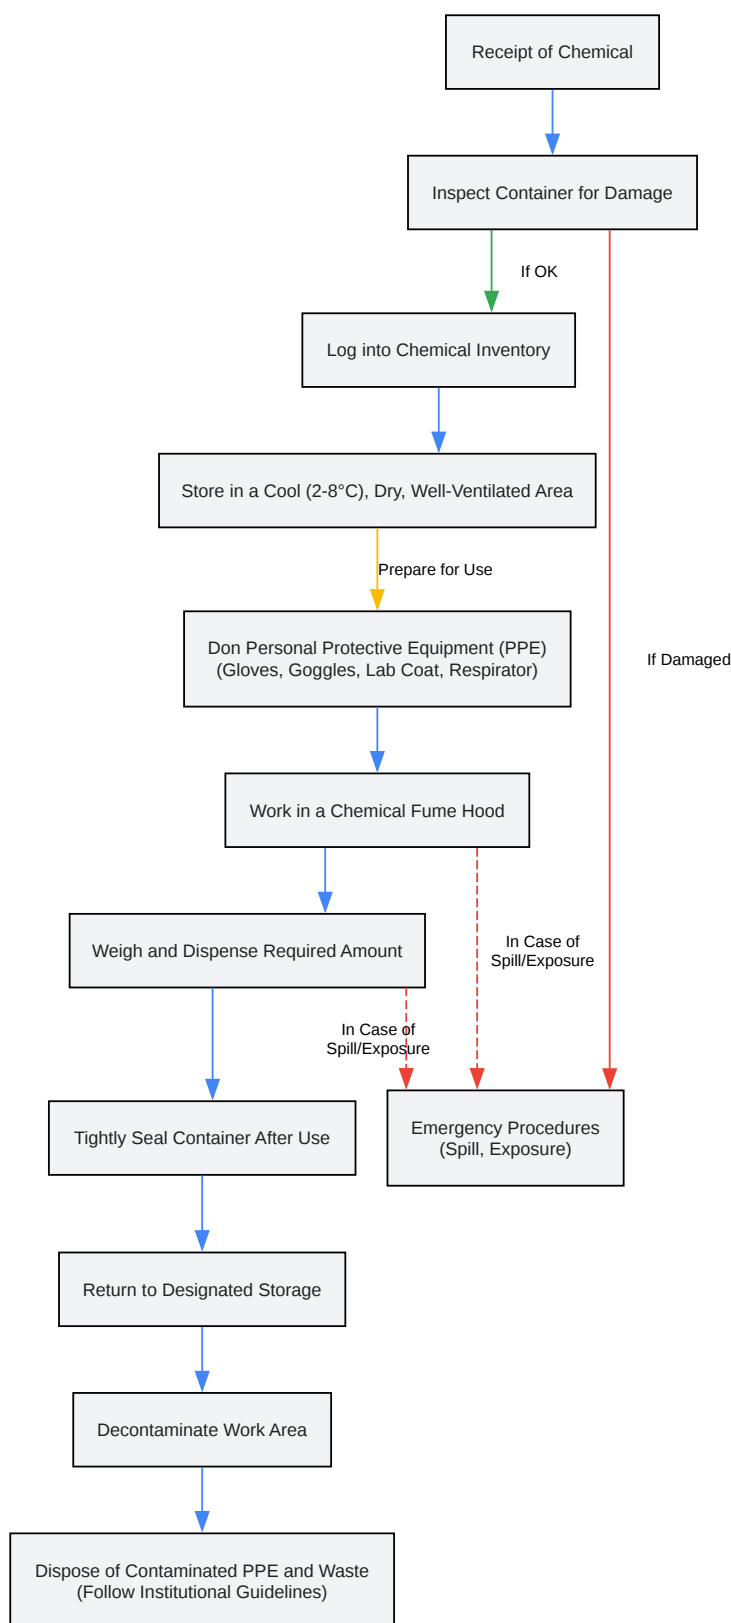 Receipt of Chemical
Inspect Container for Damage
If OK
Log into Chemical Inventory
Store in a Cool (2-8°C), Dry, Well-Ventilated Area
Prepare for Use
Don Personal Protective Equipment (PPE)
(Gloves, Goggles, Lab Coat, Respirator)
If Damaged
Work in a Chemical Fume Hood
Weigh and Dispense Required Amount
In Case of
Spill/Exposure
In Case of
Spill/Exposure
Tightly Seal Container After Use
Emergency Procedures
(Spill, Exposure)
Return to Designated Storage
Decontaminate Work Area
Dispose of Contaminated PPE and Waste
(Follow Institutional Guidelines)